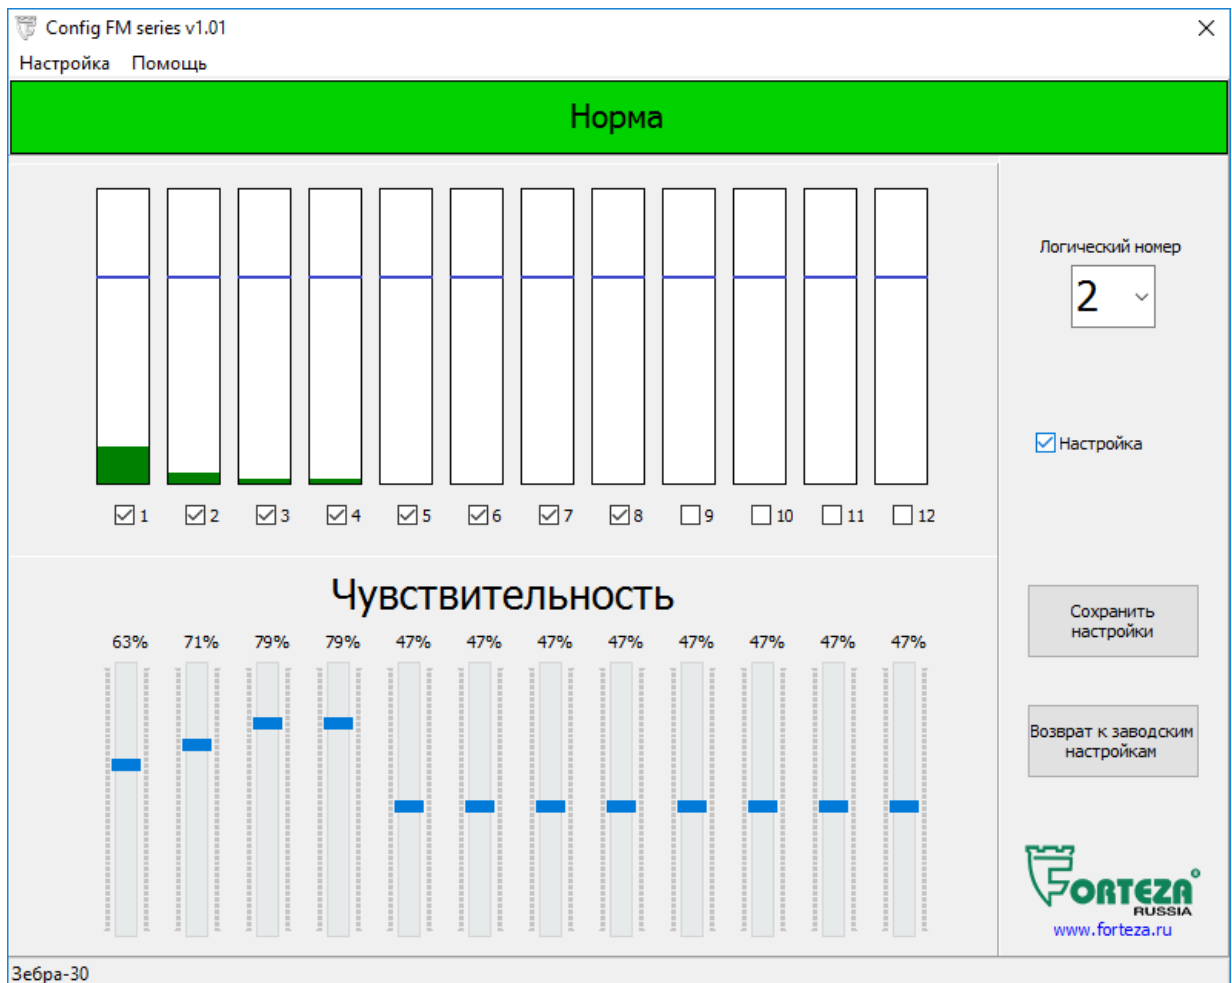 Config FM series v1.01
Настройка Помощь
Норма
Логический номер
2
Настройка
1 2 3 4 5 6 7 8 9 10 11 12
Чувствительность
63% 71% 79% 79% 47% 47% 47% 47% 47% 47% 47% 47%
Сохранить
настройки
Возврат к заводским
настройкам
FORTEZA®
RUSSIA
www.forteza.ru
Зебра-30